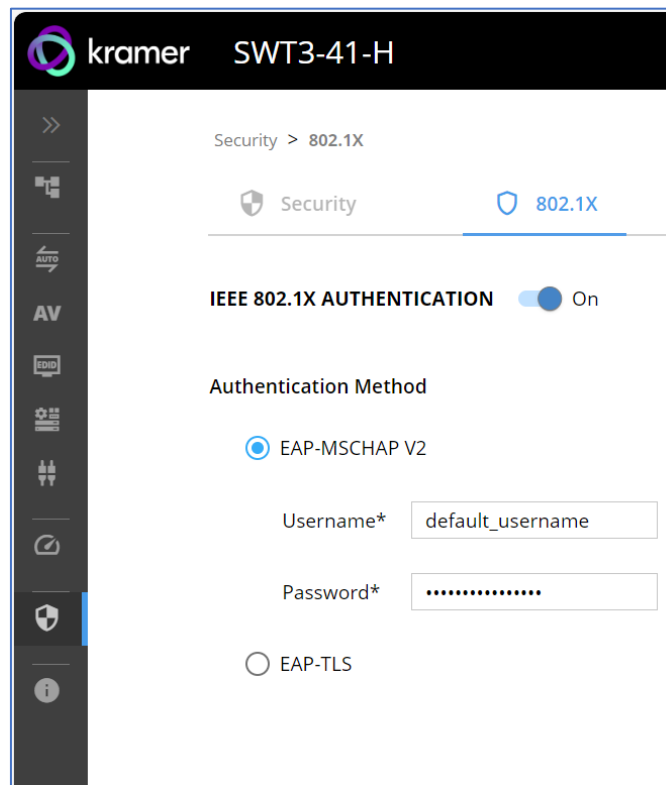 kramer SWT3-41-H
Security > 802.1X
Security 802.1X
IEEE 802.1X AUTHENTICATION On
Authentication Method
EAP-MSCHAP V2
Username* default_username
Password* ••••••••••••••••
EAP-TLS
AUTO
AV
EDID